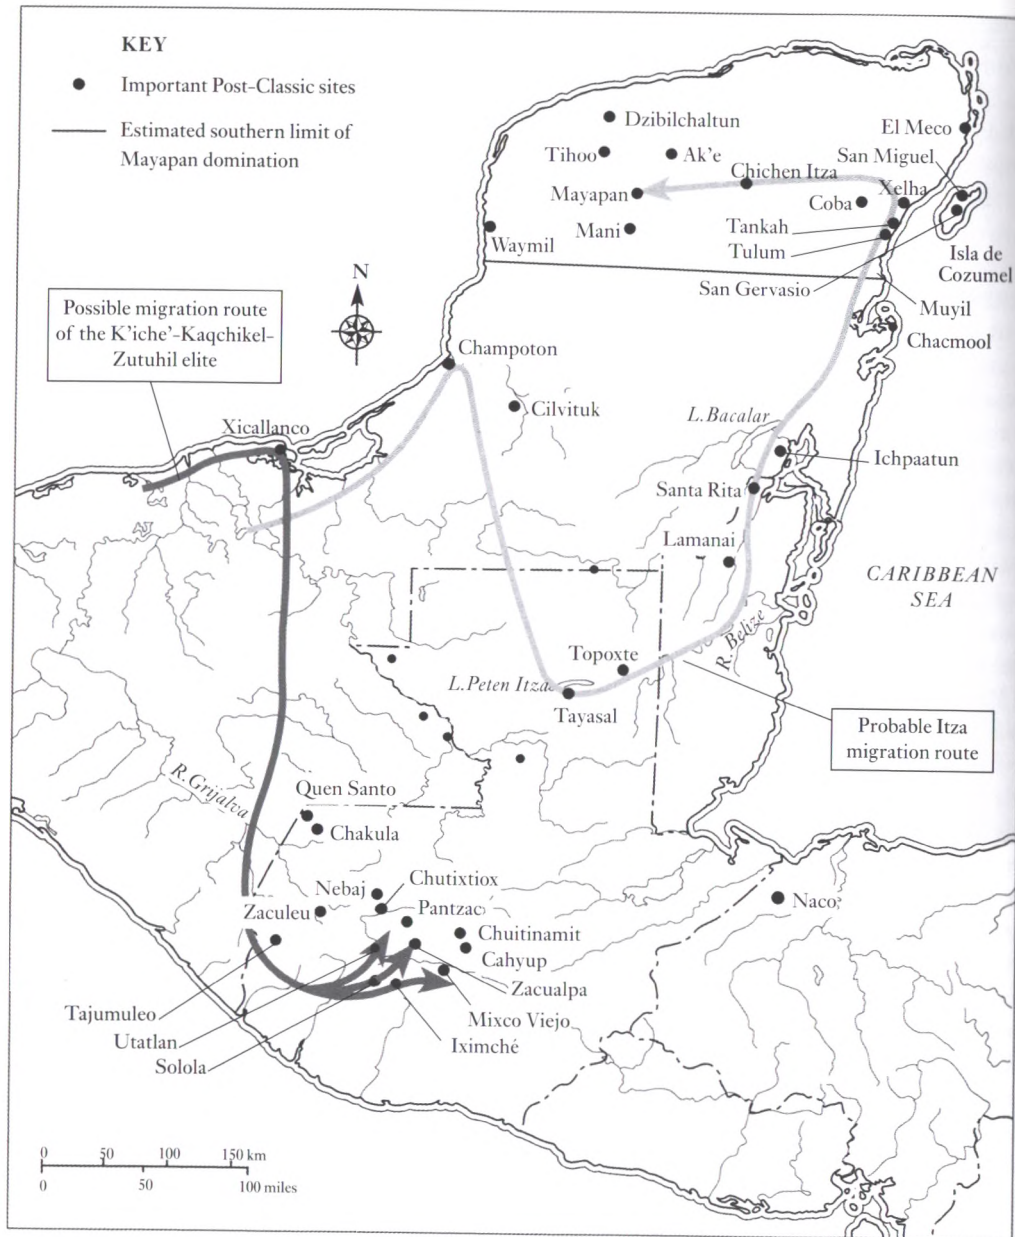 KEY
Important Post-Classic sites
Estimated southern limit of
Mayapan domination
Dzibilchaltun
El Meco
Tihoo
Ak'e
San Miguel
Chichen Itza
Xelha
Mayapan
Coba
Mani
Tankah
Waymil
Tulum
Isla de
Cozumel
San Gervasio
N
Muyil
Possible migration route
of the K'iche'-Kaqchikel-
Zutuhil elite
Chacmool
Champoton
Cilvituk
L.Bacalar
Xicallanco
Ichpaatun
Santa Rita
Lamanai
CARIBBEAN
SEA
R. Belize
Topoxte
L.Peten Itza
Tayasal
Probable Itza
migration route
R.Grijalva
Quen Santo
Chakula
Nebaj
Chutixtiox
Zaculeu
Pantzac
Naco
Chuitinamit
Cahyup
Zacualpa
Tajumuleo
Mixco Viejo
Utatlan
Iximché
Solola
0 50 100 150 km
0 50 100 miles